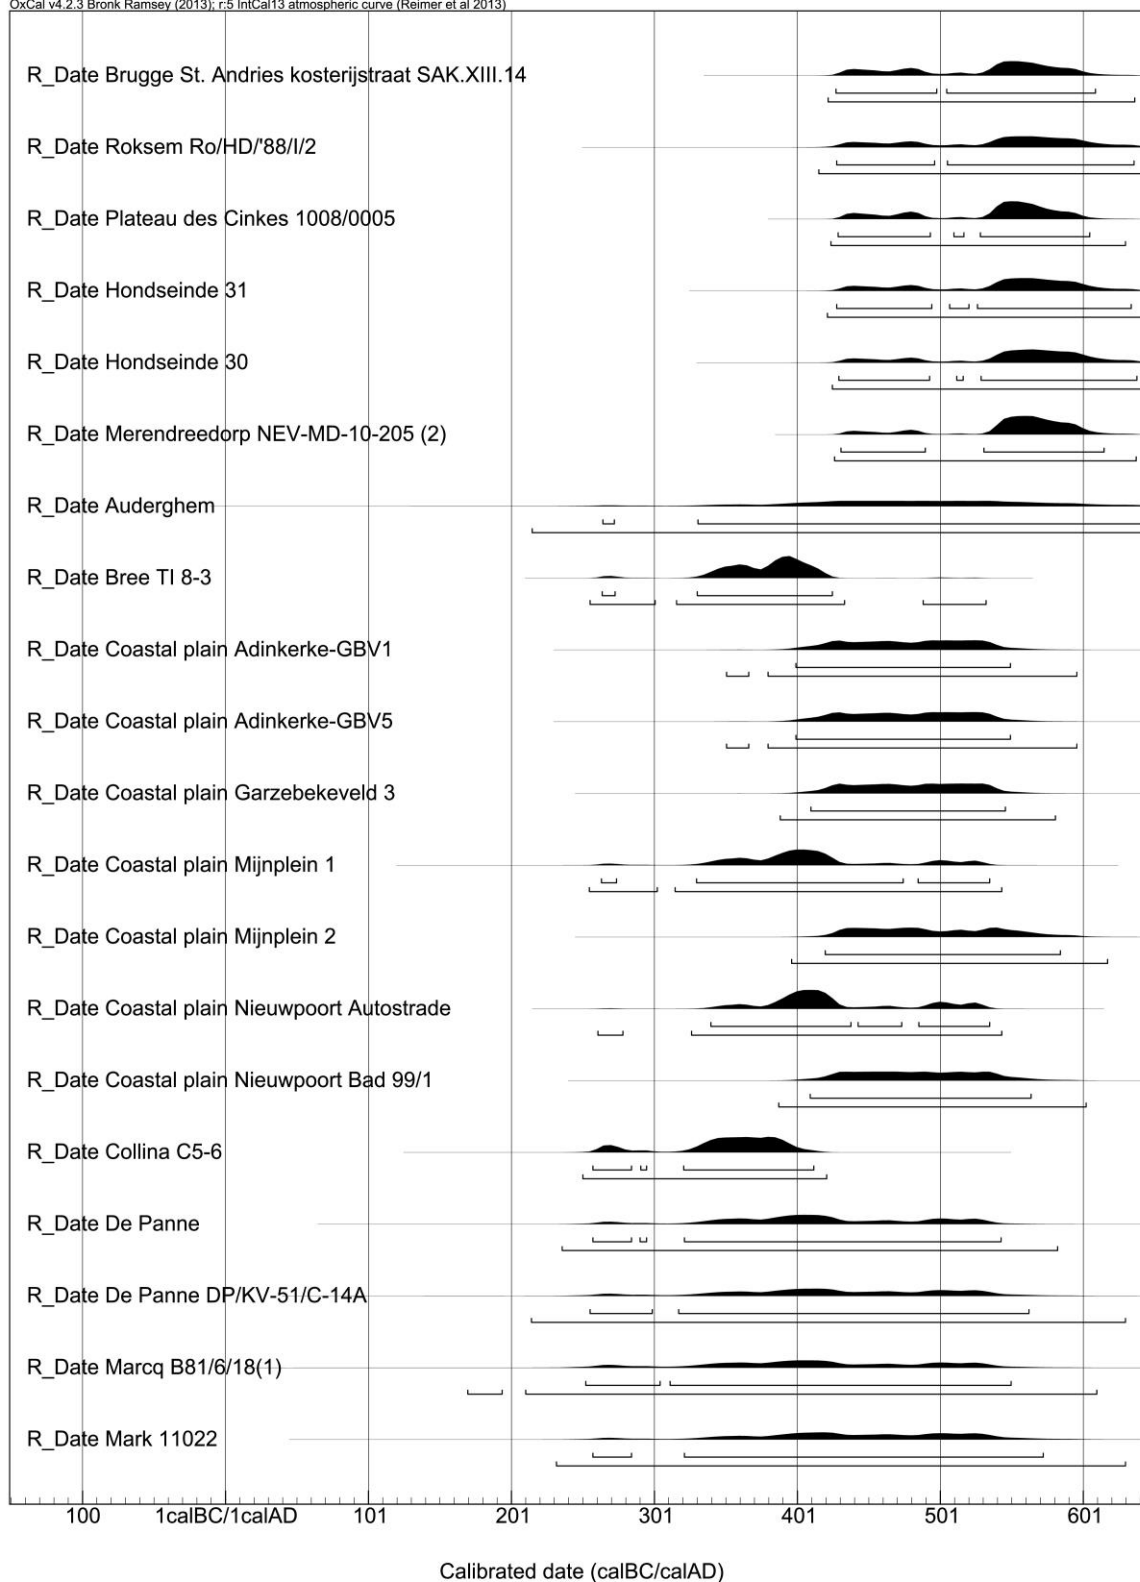 OxCal v4.2.3 Bronk Ramsey (2013); r:5 IntCal13 atmospheric curve (Reimer et al 2013)
R_Date Brugge St. Andries kosterijstraat SAK.XIII.14
R_Date Roksem Ro/HD/'88/I/2
R_Date Plateau des Cinkes 1008/0005
R_Date Hondseinde 31
R_Date Hondseinde 30
R_Date Merendreedorp NEV-MD-10-205 (2)
R_Date Auderghem
R_Date Bree TI 8-3
R_Date Coastal plain Adinkerke-GBV1
R_Date Coastal plain Adinkerke-GBV5
R_Date Coastal plain Garzebekeveld 3
R_Date Coastal plain Mijnplein 1
R_Date Coastal plain Mijnplein 2
R_Date Coastal plain Nieuwpoort Autostrade
R_Date Coastal plain Nieuwpoort Bad 99/1
R_Date Collina C5-6
R_Date De Panne
R_Date De Panne DP/KV-51/C-14A
R_Date Marcq B81/6/18(1)
R_Date Mark 11022
100 1calBC/1calAD 101 201 301 401 501 601
Calibrated date (calBC/calAD)